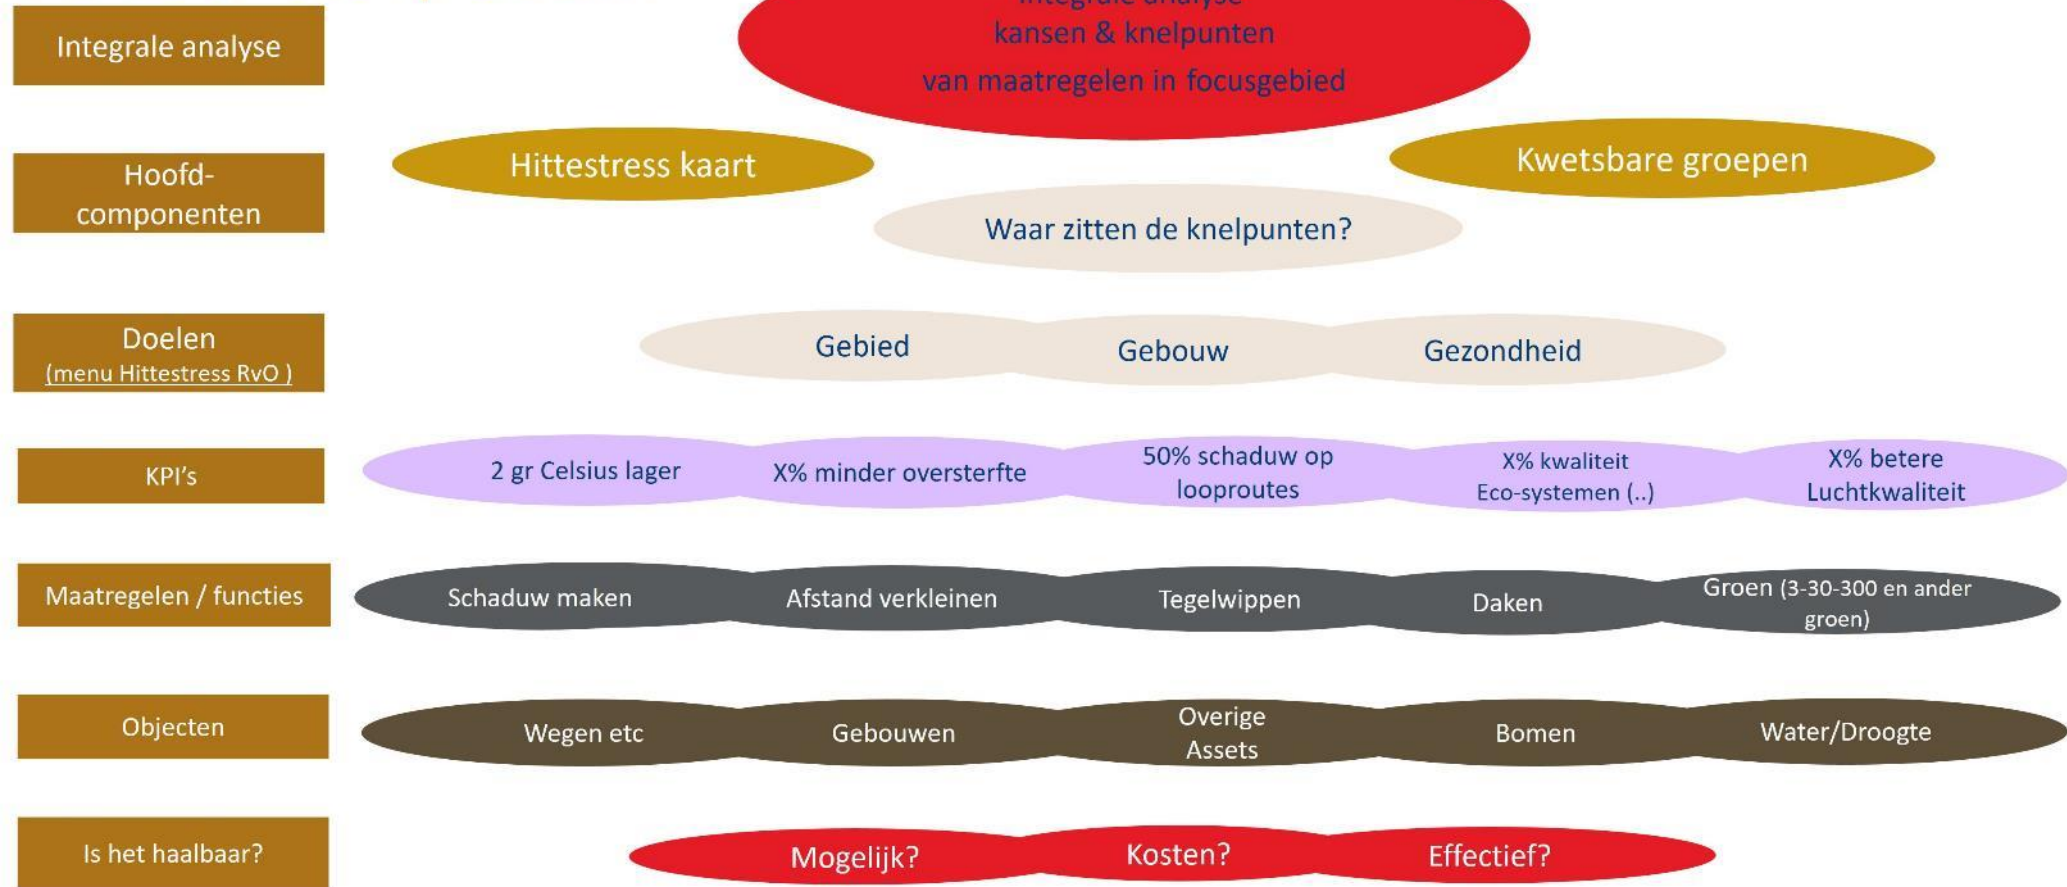 Integrale analyse
Integrale analyse
kansen & knelpunten
van maatregelen in focusgebied
Hoofd-
componenten
Hittestress kaart
Kwetsbare groepen
Waar zitten de knelpunten?
Doelen
(menu Hittestress RvO )
Gebied
Gebouw
Gezondheid
KPI's
2 gr Celsius lager
X% minder oversterfte
50% schaduw op
looproutes
X% kwaliteit
Eco-systemen (..)
X% betere
Luchtkwaliteit
Maatregelen / functies
Schaduw maken
Afstand verkleinen
Tegelwippen
Daken
Groen (3-30-300 en ander
groen)
Objecten
Wegen etc
Gebouwen
Overige
Assets
Bomen
Water/Droogte
Is het haalbaar?
Mogelijk?
Kosten?
Effectief?